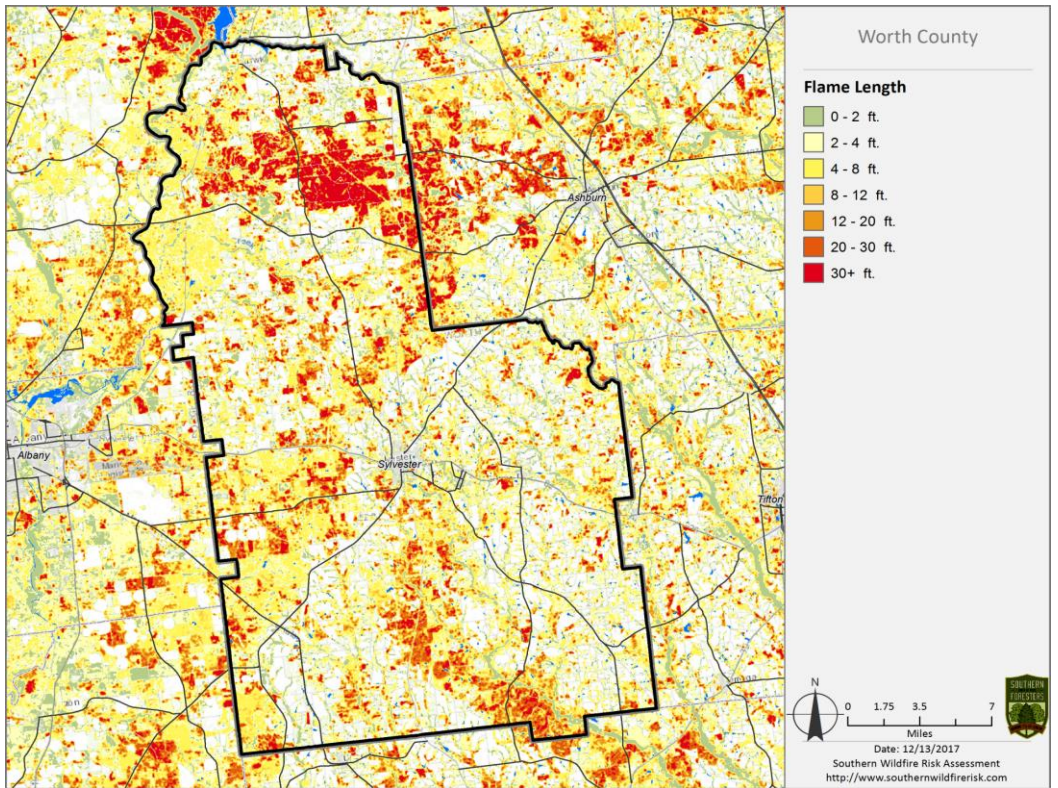 Worth County
Flame Length
0 - 2 ft.
2 - 4 ft.
4 - 8 ft.
8 - 12 ft.
12 - 20 ft.
20 - 30 ft.
30+ ft.
Ashburn
Albany
Sylvester
Tifton
N
0 1.75 3.5 7
Miles
SOUTHERN
FORESTERS
Date: 12/13/2017
Southern Wildfire Risk Assessment
http://www.southernwildfirerisk.com